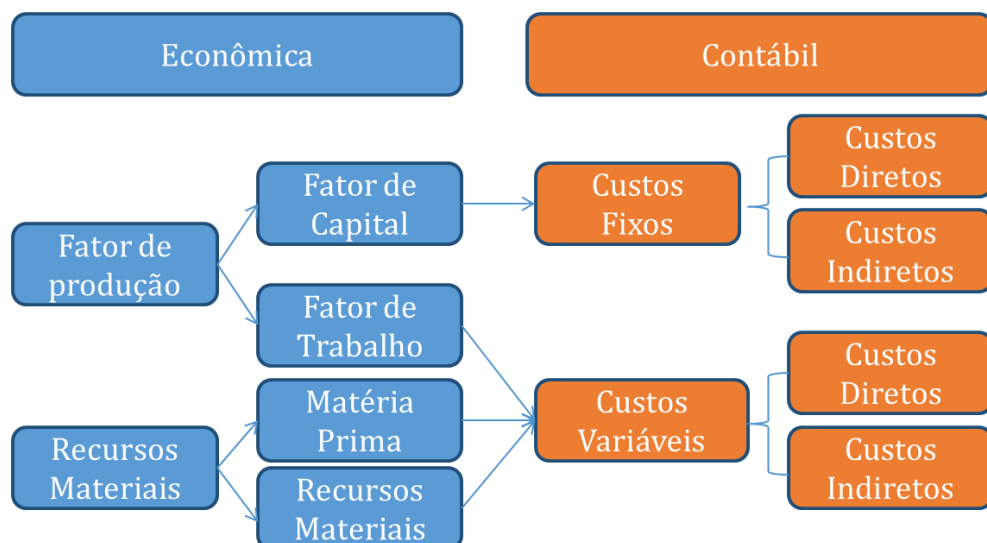 Econômica
Contábil
Fator de
produção
Fator de
Capital
Fator de
Trabalho
Custos
Fixos
Custos
Diretos
Custos
Indiretos
Recursos
Materiais
Matéria
Prima
Recursos
Materiais
Custos
Variáveis
Custos
Diretos
Custos
Indiretos